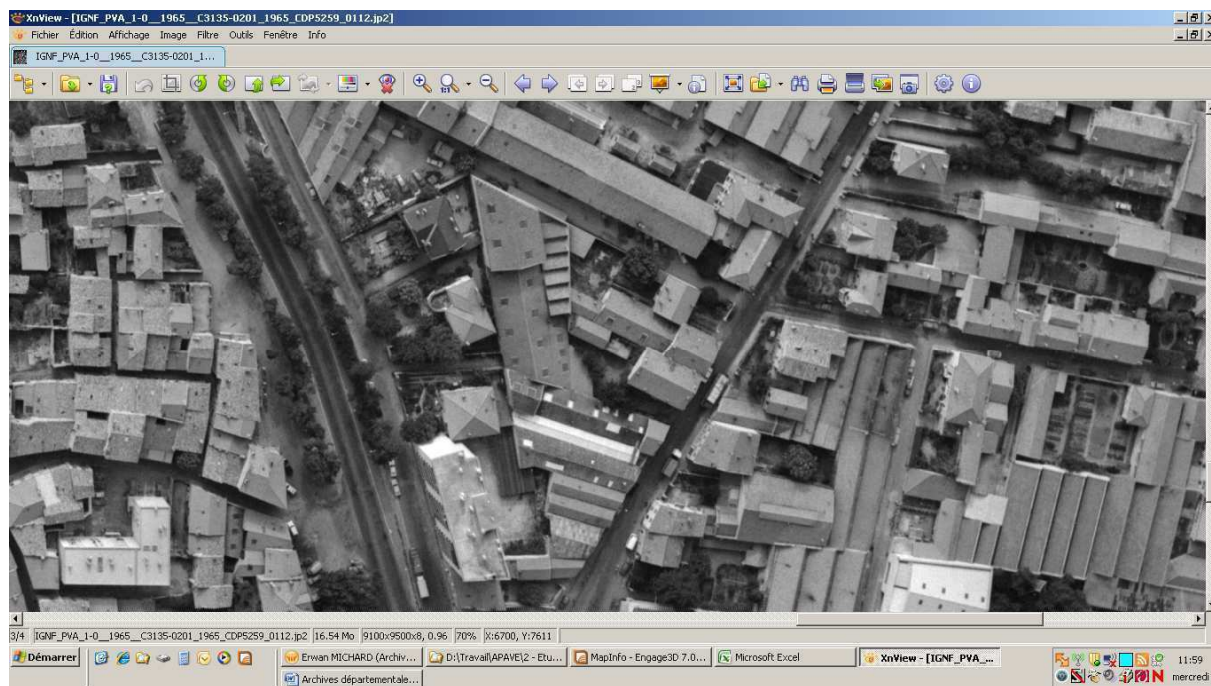 XnView - [IGNF_PVA_1-0__1965__C3135-0201_1965_CDP5259_0112.jp2]
Fichier Édition Affichage Image Filtre Outils Fenêtre Info
IGNF_PVA_1-0__1965__C3135-0201_1...
1:1
3/4 IGNF_PVA_1-0__1965__C3135-0201_1965_CDP5259_0112.jp2 16.54 Mo 9100x9500x8, 0.96 70% X:6700, Y:7611
Démarrer Erwan MICHARD (Archiv... D:\Travail\APAVE\2 - Etu... MapInfo - Engage3D 7.0... Microsoft Excel XnView - [IGNF_PVA_... 11:59
Archives départementale... mercredi